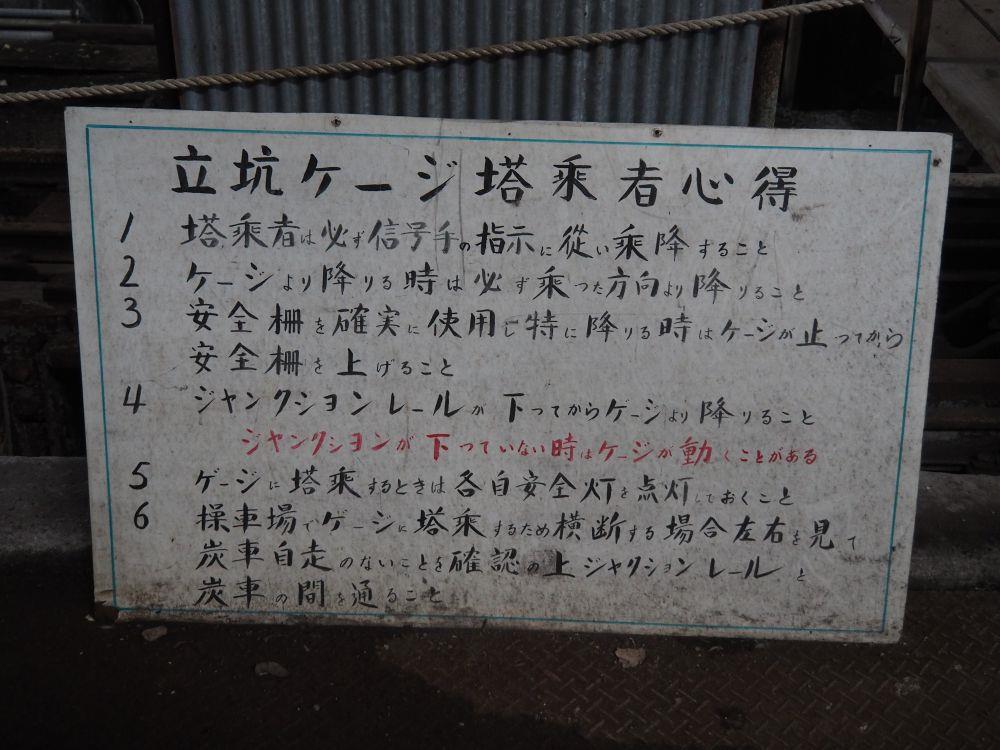 立坑ケージ塔乗者心得
1 塔乗者は必ず信号手の指示に従い乗降すること
2 ケージより降りる時は必ず乗つた方向より降りること
3 安全柵を確実に使用し特に降りる時はケージが止つてから
安全柵を上げること
4 ジャンクションレールが下つてからケージより降りること
ジャンクションが下つていない時はケージが動くことがある
5 ゲージに塔乗するときは各自安全灯を点灯しておくこと
6 操車場でゲージに塔乗するため横断する場合左右を見て
炭車自走のないことを確認の上ジャクションレールと
炭車の間を通ること